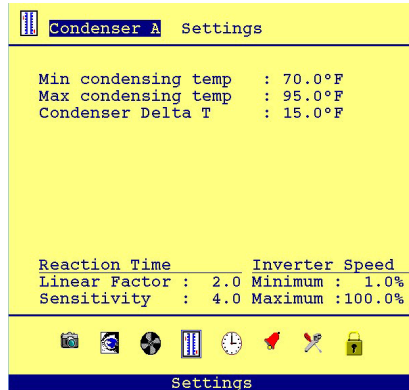 Condenser A Settings
Min condensing temp : 70.0°F
Max condensing temp : 95.0°F
Condenser Delta T : 15.0°F
Reaction Time Inverter Speed
Linear Factor : 2.0 Minimum : 1.0%
Sensitivity : 4.0 Maximum :100.0%
Settings